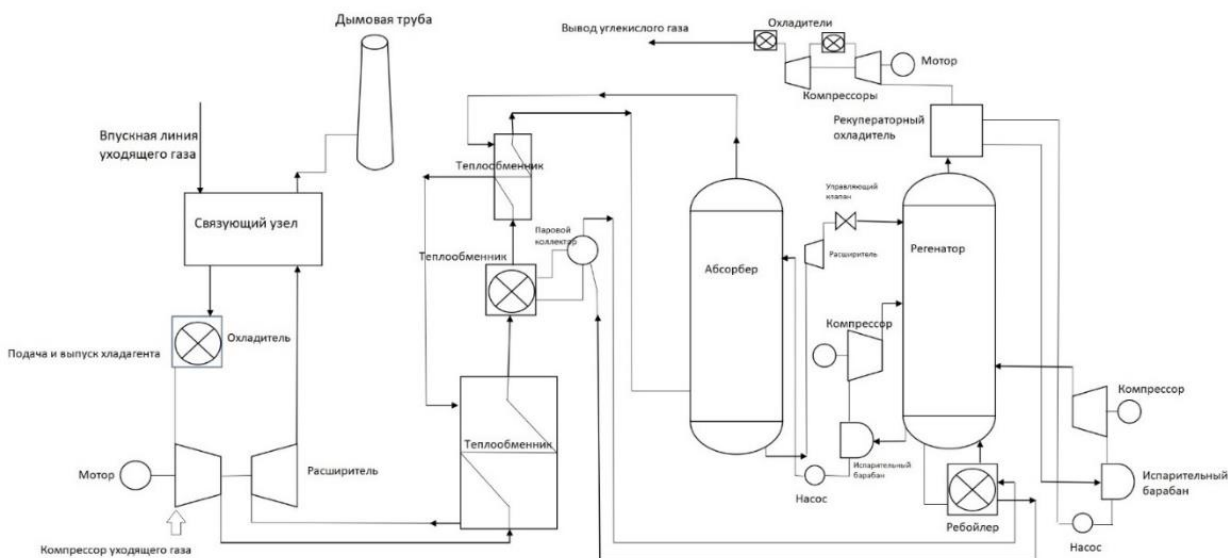 Дымовая труба
Впускная линия
уходящего газа
Связующий узел
Охладитель
Подача и выпуск хладагента
Мотор
Расширитель
Компрессор уходящего газа
Теплообменник
Теплообменник
Паровой
коллектор
Теплообменник
Вывод углекислого газа
Охладители
Мотор
Компрессоры
Рекуператорный
охладитель
Абсорбер
Управляющий
клапан
Расширитель
Регенатор
Компрессор
Испарительный
барабан
Насос
Ребойлер
Компрессор
Испарительный
барабан
Насос